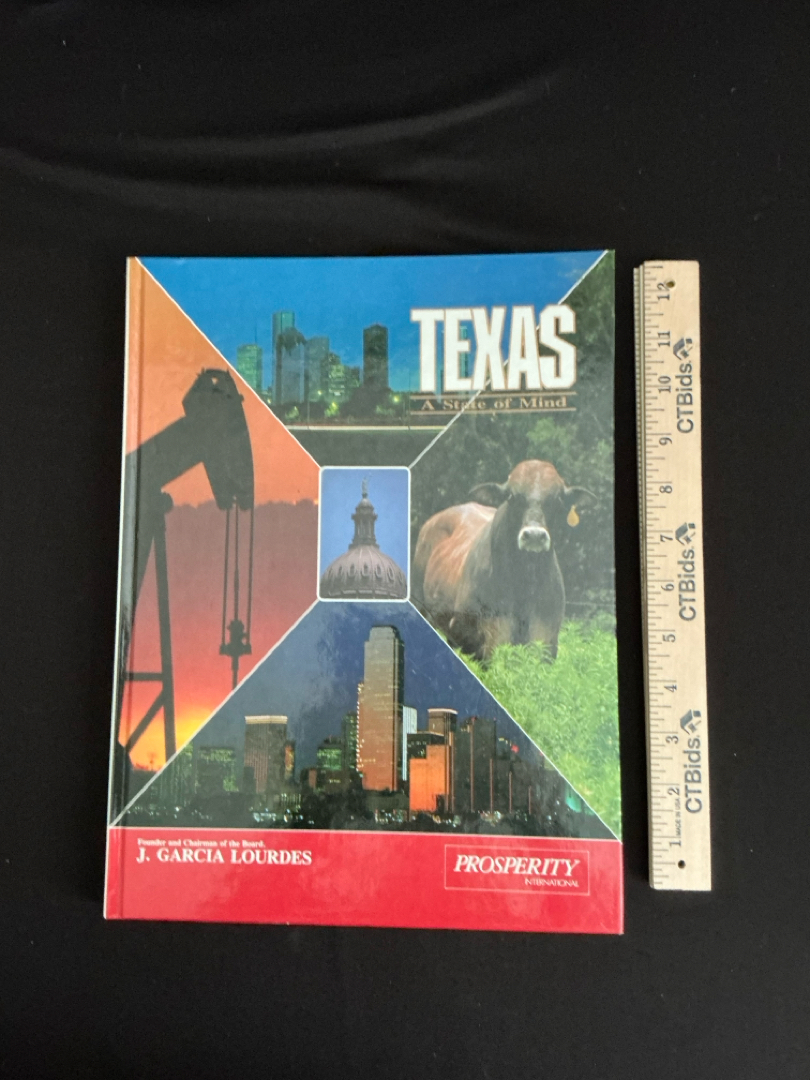 TEXAS
A State of Mind
Founder and Chairman of the Board,
J. GARCIA LOURDES
PROSPERITY
INTERNATIONAL
12
11
10
9
8
7
6
5
4
3
2
1
CTBids.
CTBids.
CTBids.
MADE IN USA